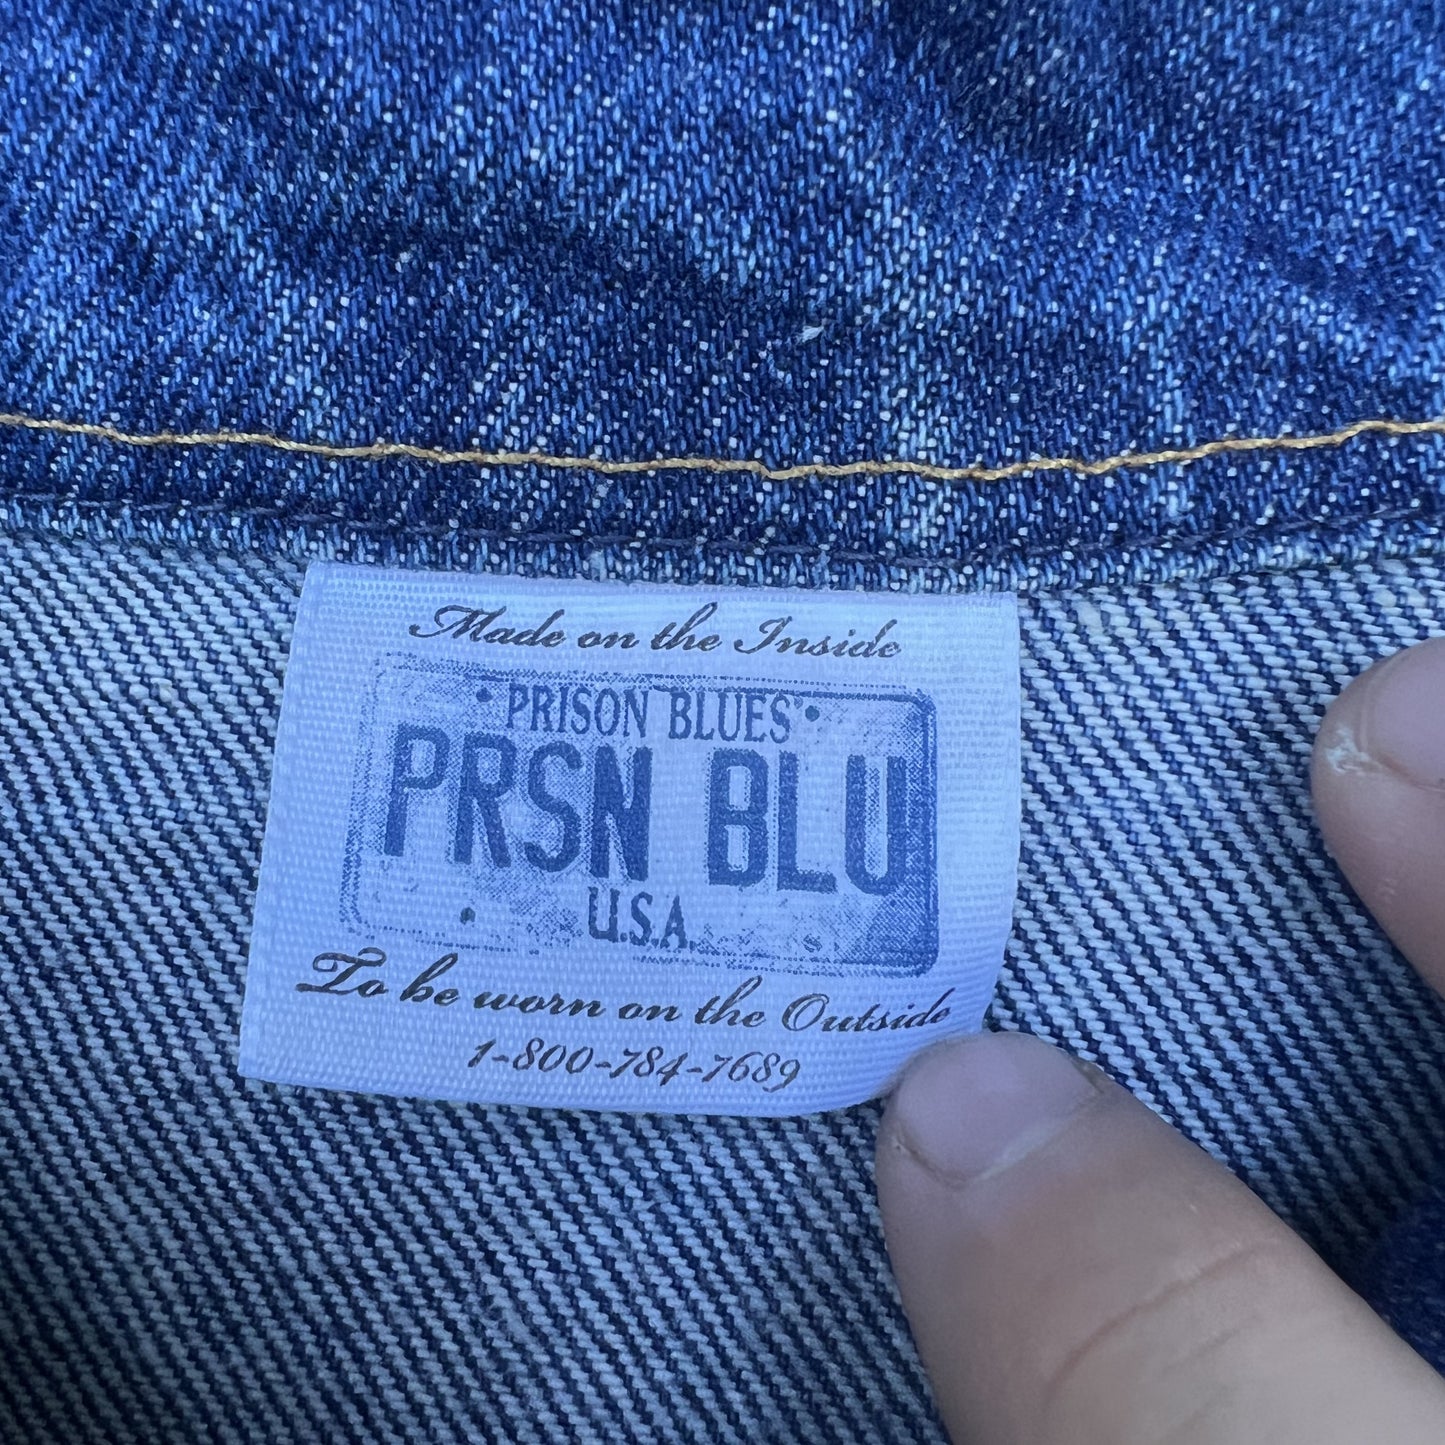 Made on the Inside
PRISON BLUES
PRSN BLU
U.S.A.
To be worn on the Outside
1-800-784-7689